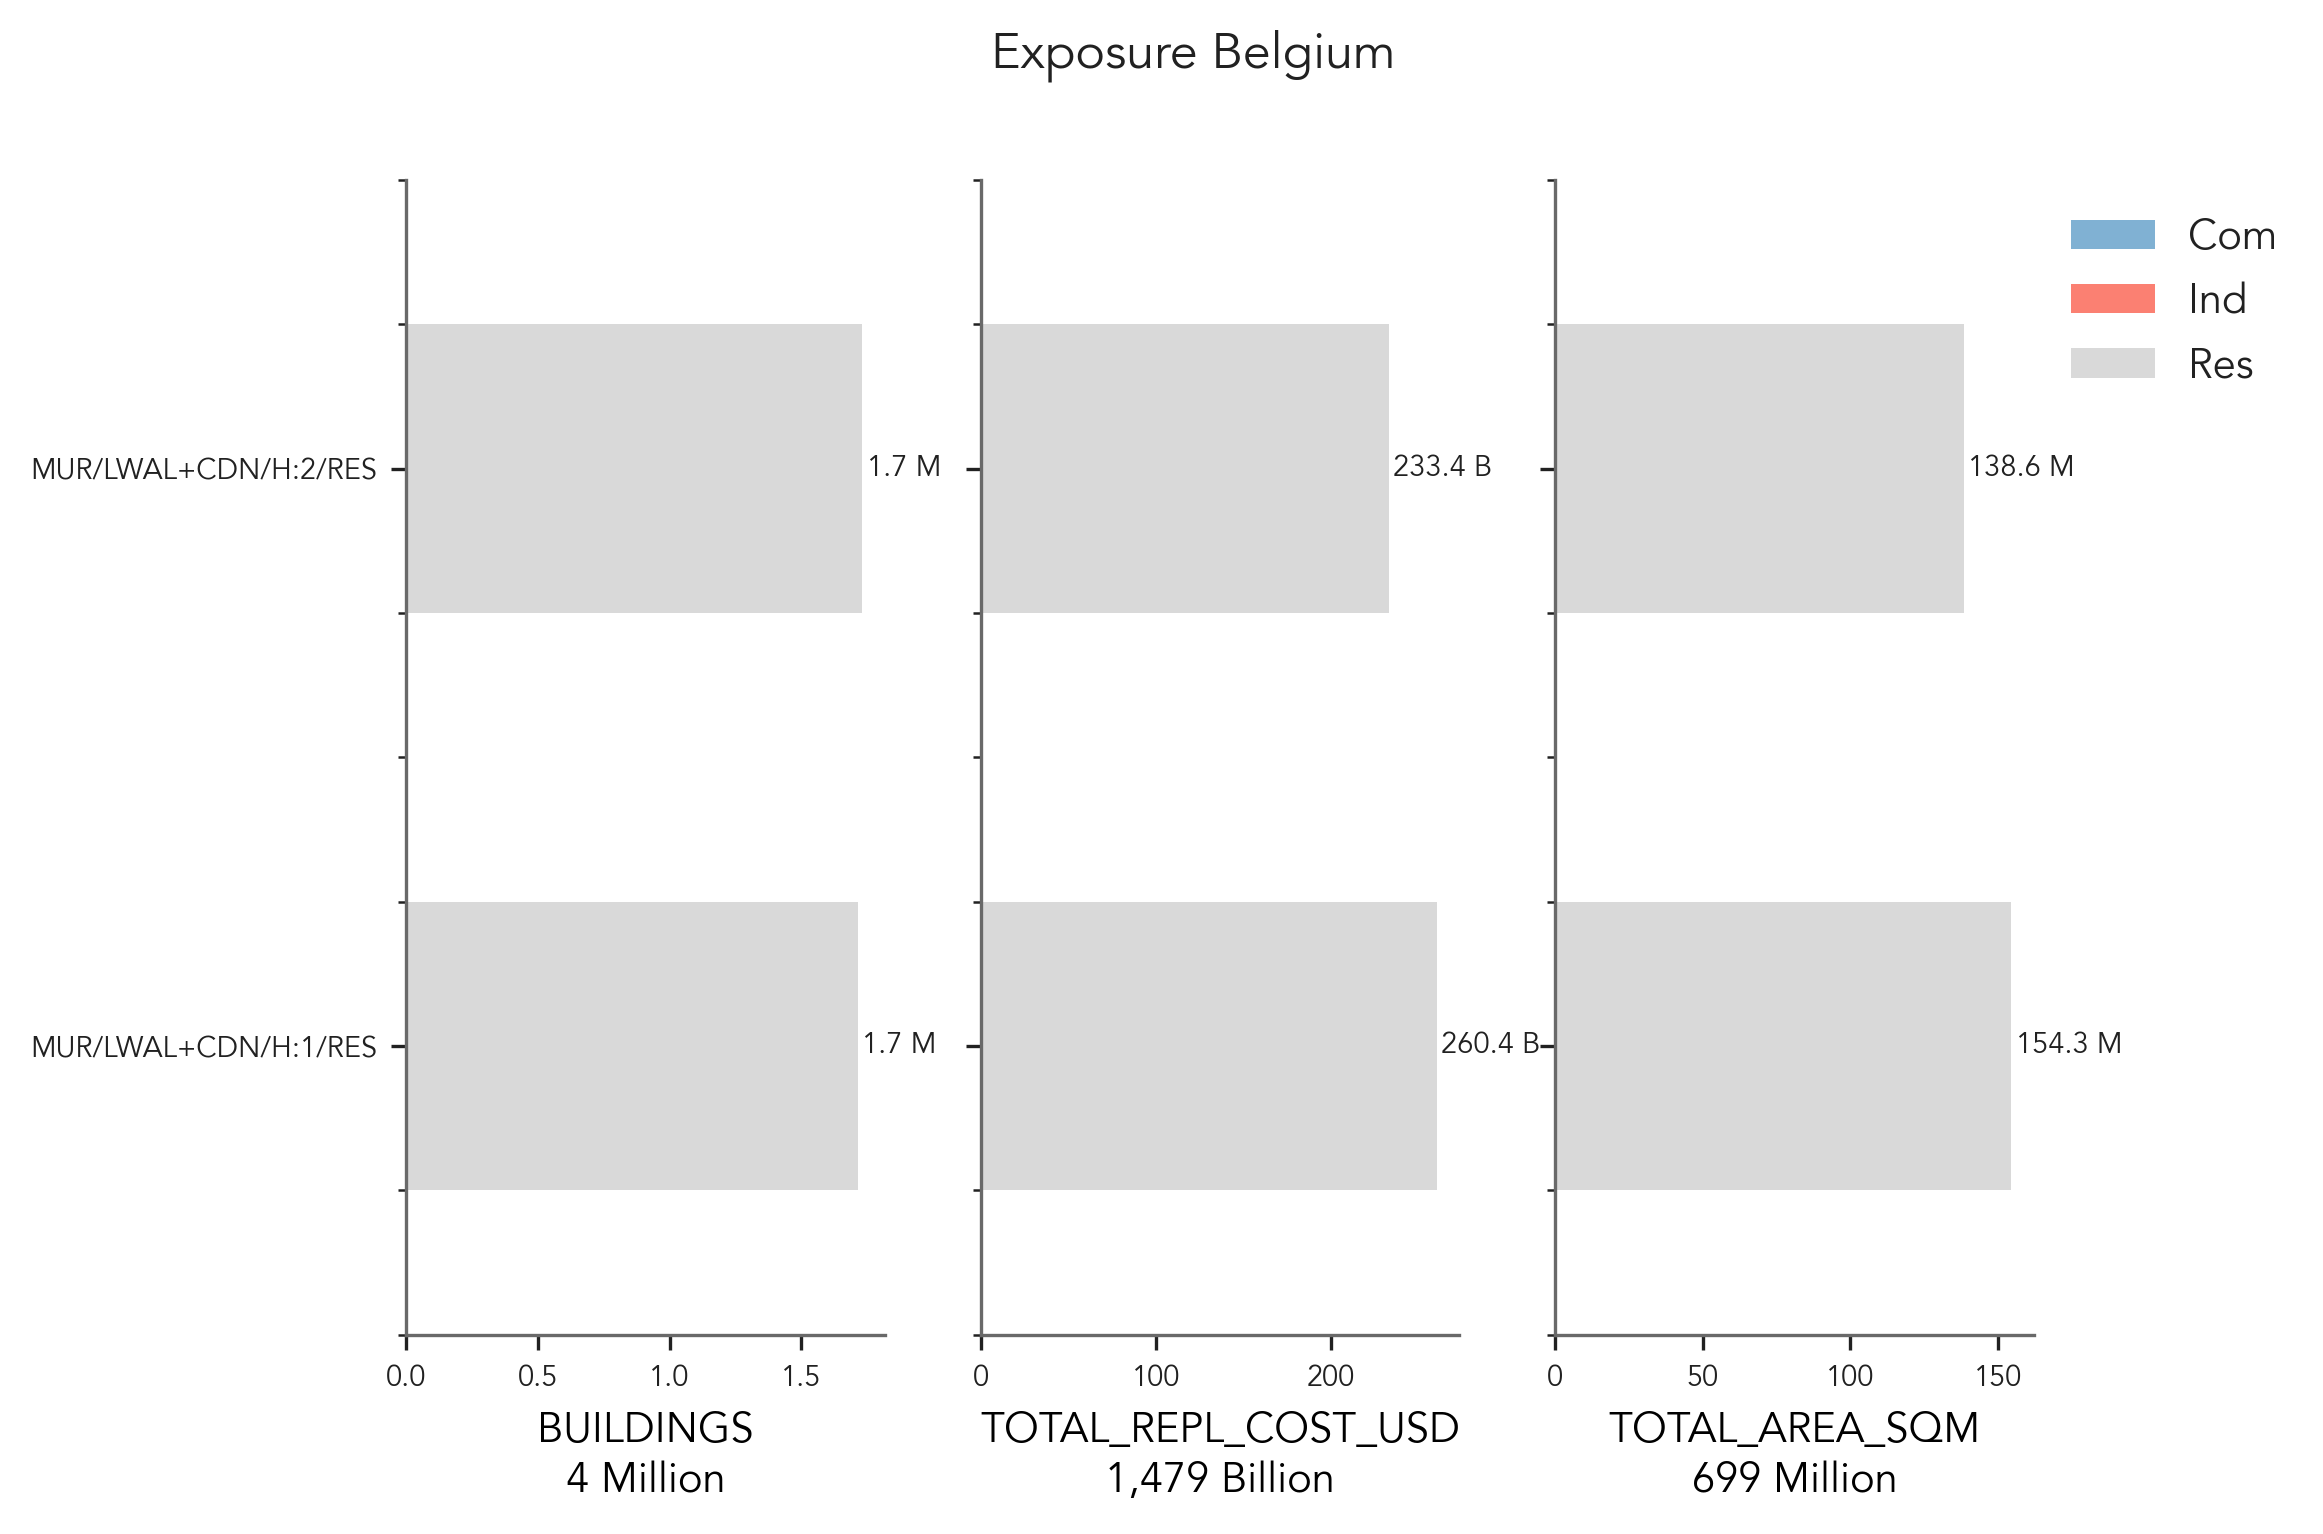 Exposure Belgium
Com
Ind
Res
MUR/LWAL+CDN/H:2/RES
1.7 M
233.4 B
138.6 M
MUR/LWAL+CDN/H:1/RES
1.7 M
260.4 B
154.3 M
0.0 0.5 1.0 1.5
0 100 200
0 50 100 150
BUILDINGS
4 Million
TOTAL_REPL_COST_USD
1,479 Billion
TOTAL_AREA_SQM
699 Million